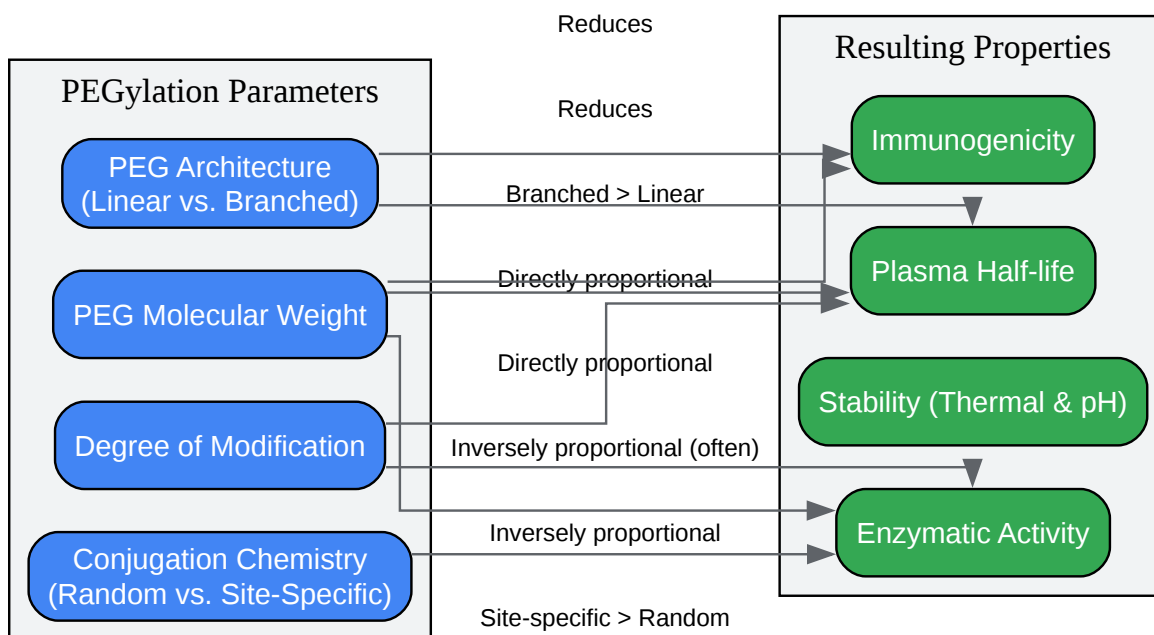 PEGylation Parameters
PEG Architecture
(Linear vs. Branched)
PEG Molecular Weight
Degree of Modification
Conjugation Chemistry
(Random vs. Site-Specific)
Reduces
Reduces
Branched > Linear
Directly proportional
Directly proportional
Inversely proportional (often)
Inversely proportional
Site-specific > Random
Resulting Properties
Immunogenicity
Plasma Half-life
Stability (Thermal & pH)
Enzymatic Activity